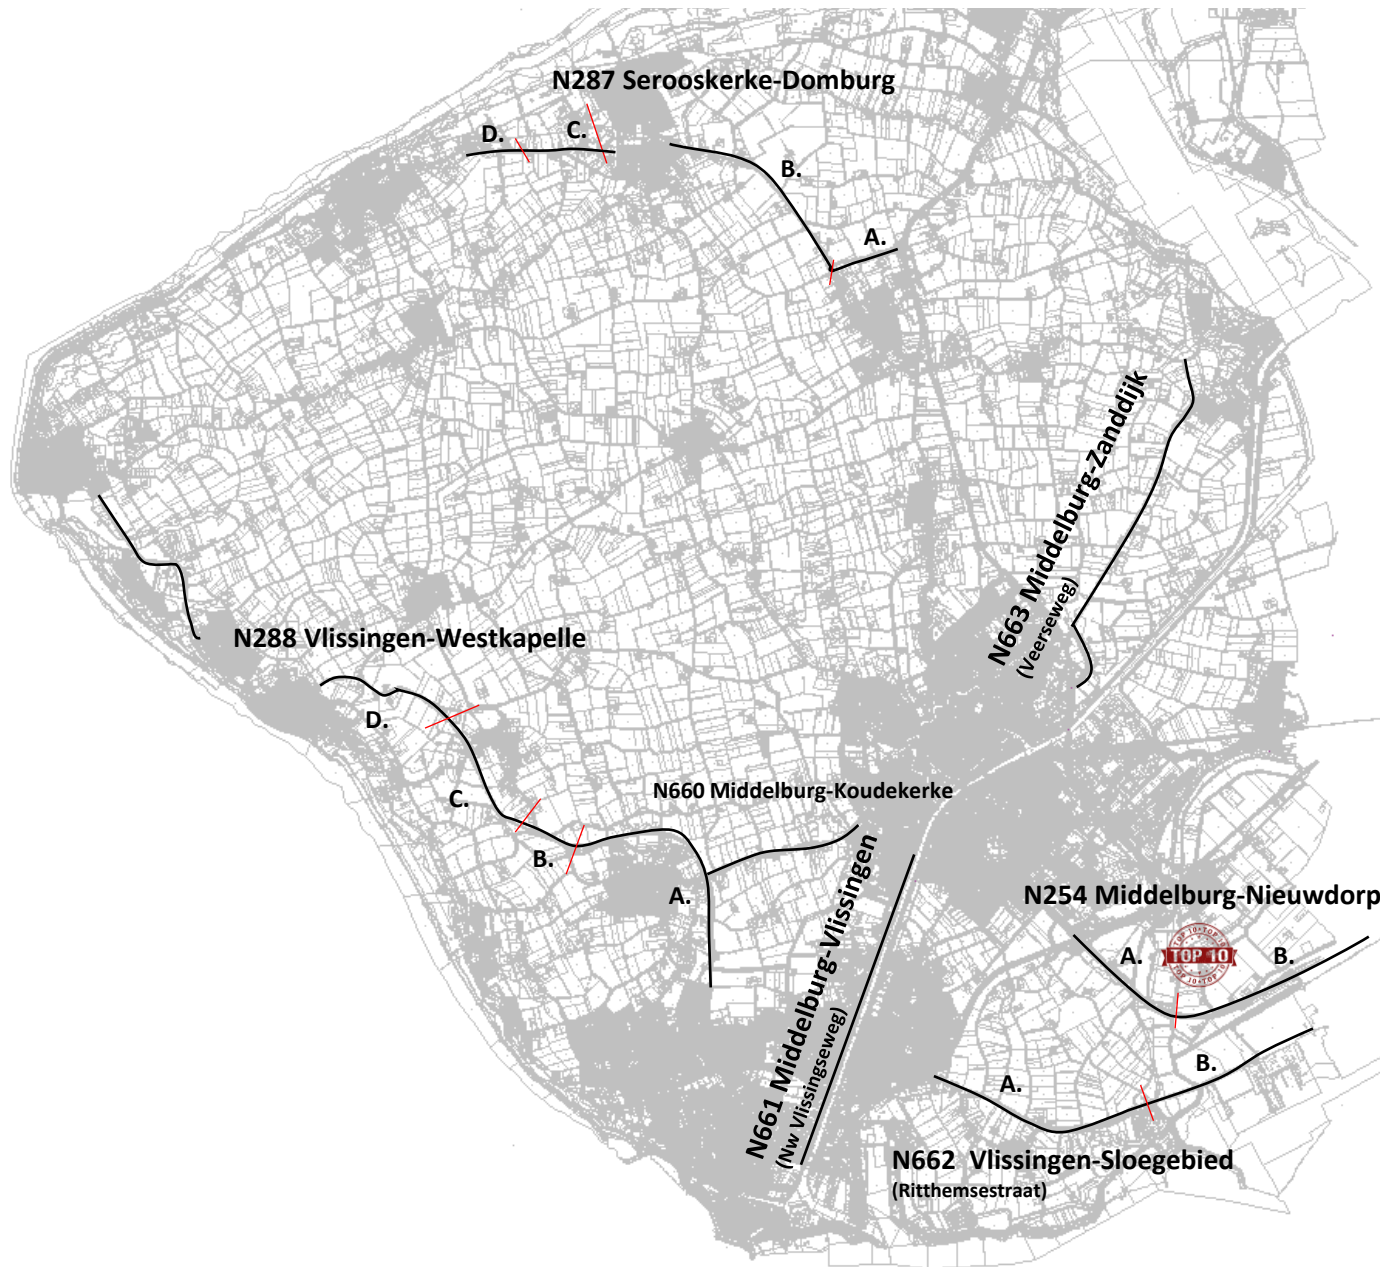 N287 Serooskerke-Domburg
D.
C.
B.
A.
N663 Middelburg-Zanddijk
(Veerseweg)
N288 Vlissingen-Westkapelle
D.
C.
B.
A.
N660 Middelburg-Koudekerke
N661 Middelburg-Vlissingen
(Nw Vlissingseweg)
N254 Middelburg-Nieuwdorp
A.
TOP 10
B.
A.
B.
N662 Vlissingen-Sloegebied
(Ritthemsestraat)